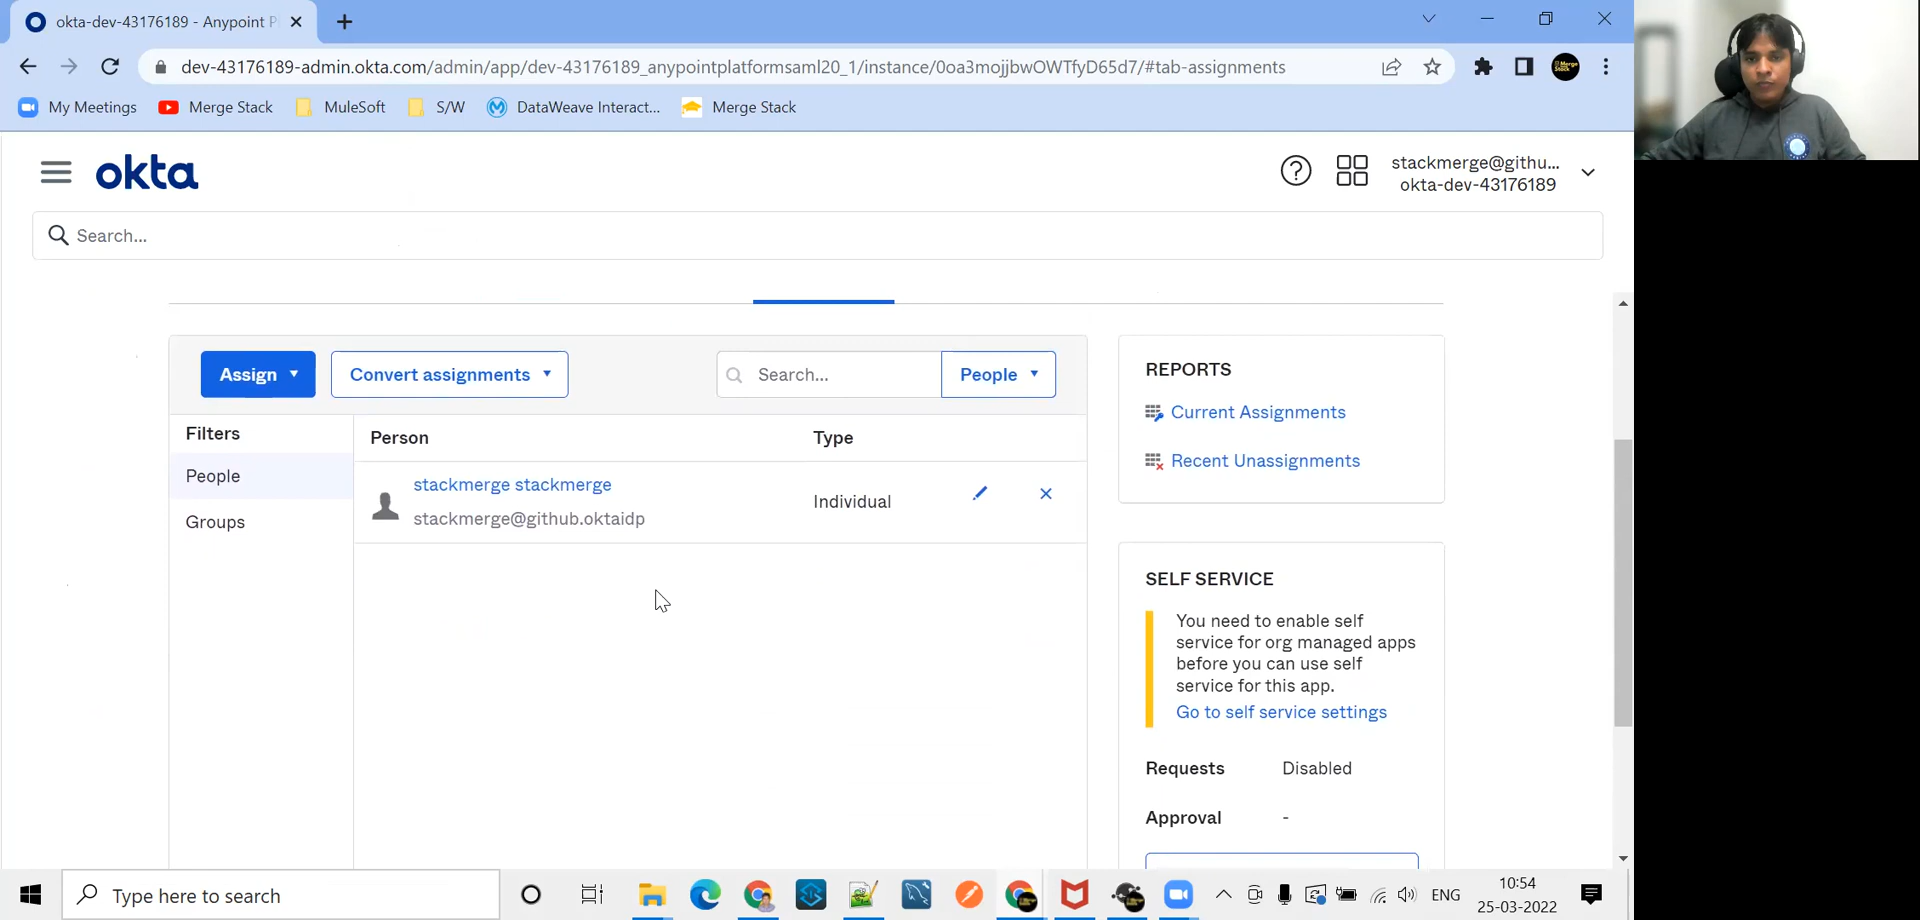 okta-dev-43176189 - Anypoint P
dev-43176189-admin.okta.com/admin/app/dev-43176189_anypointplatformsaml20_1/instance/0oa3mojjbwOWTfyD65d7/#tab-assignments
My Meetings
Merge Stack
MuleSoft
S/W
DataWeave Interact...
Merge Stack
okta
stackmerge@githu...
okta-dev-43176189
Search...
Assign
Convert assignments
Search...
People
Filters
People
Groups
Person
Type
stackmerge stackmerge
stackmerge@github.oktaidp
Individual
REPORTS
Current Assignments
Recent Unassignments
SELF SERVICE
You need to enable self
service for org managed apps
before you can use self
service for this app.
Go to self service settings
Requests
Disabled
Approval
-
Type here to search
ENG
10:54
25-03-2022